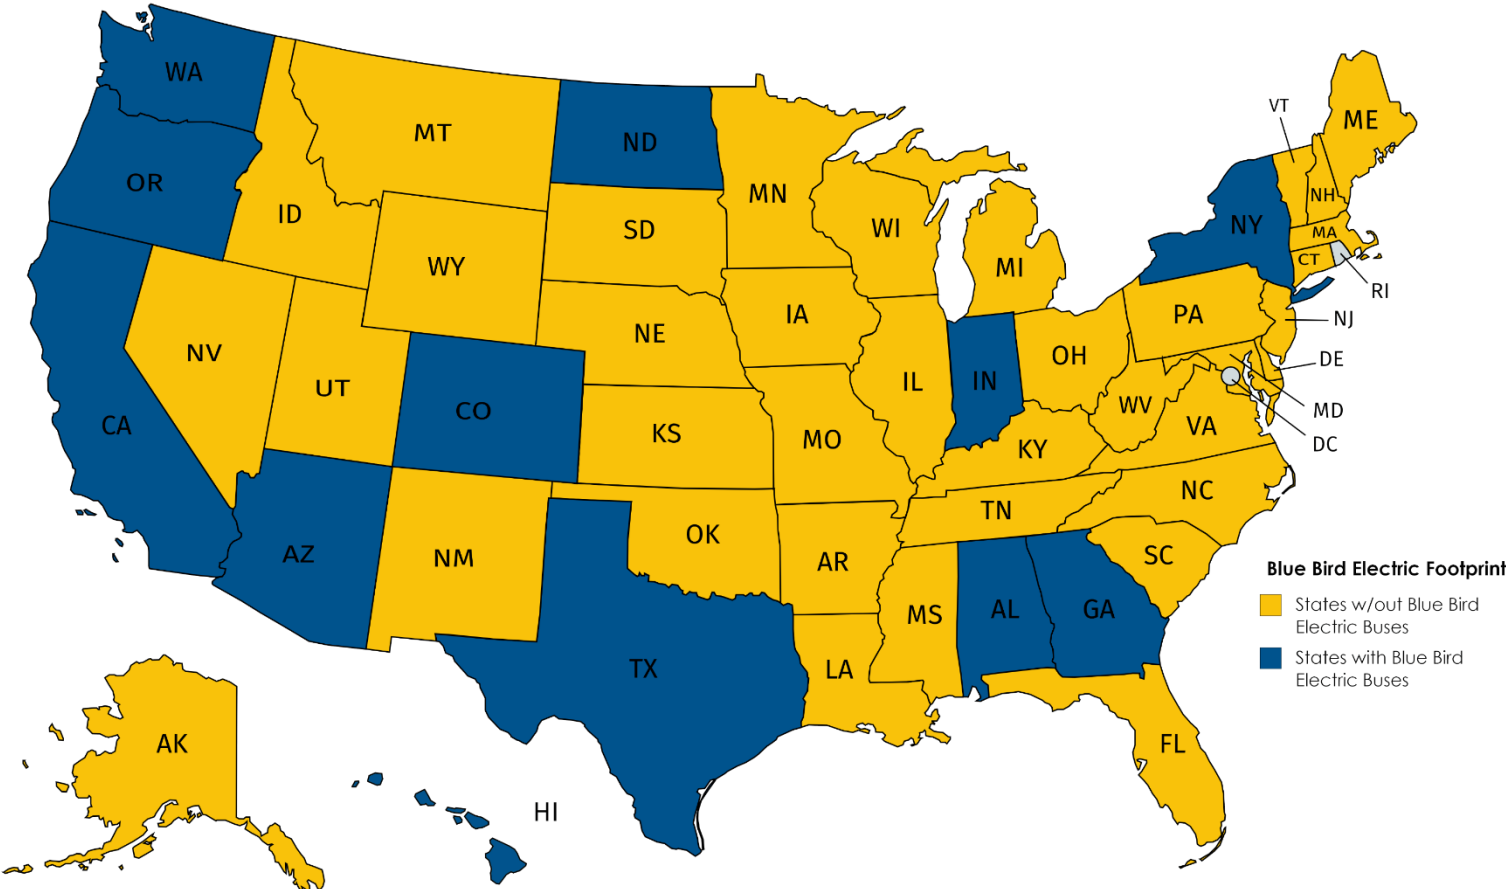 WA
VT
ME
MT
ND
OR
MN
NH
ID
SD
WI
NY
MA
CT
WY
MI
RI
IA
PA
NJ
NE
NV
OH
DE
UT
IL
IN
CO
WV
MD
CA
KS
MO
VA
DC
KY
NC
TN
OK
AZ
NM
AR
SC
Blue Bird Electric Footprint
States w/out Blue Bird
Electric Buses
MS
AL
GA
States with Blue Bird
Electric Buses
TX
LA
AK
FL
HI